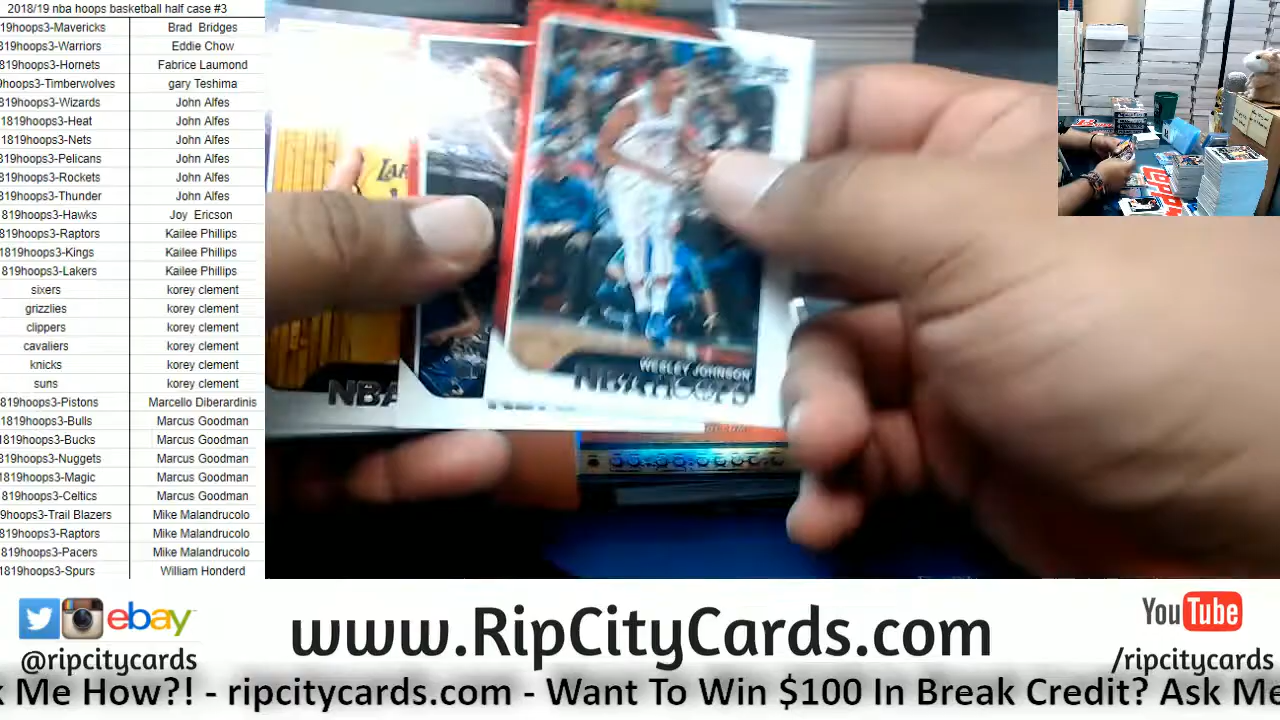 2018/19 nba hoops basketball half case #3
19hoops3-Mavericks Brad Bridges
819hoops3-Warriors Eddie Chow
819hoops3-Hornets Fabrice Laumond
9hoops3-Timberwolves gary Teshima
819hoops3-Wizards John Alfes
1819hoops3-Heat John Alfes
1819hoops3-Nets John Alfes
819hoops3-Pelicans John Alfes
819hoops3-Rockets John Alfes
819hoops3-Thunder John Alfes
819hoops3-Hawks Joy Ericson
819hoops3-Raptors Kailee Phillips
1819hoops3-Kings Kailee Phillips
819hoops3-Lakers Kailee Phillips
sixers korey clement
grizzlies korey clement
clippers korey clement
cavaliers korey clement
knicks korey clement
suns korey clement
819hoops3-Pistons Marcello Diberardinis
1819hoops3-Bulls Marcus Goodman
819hoops3-Bucks Marcus Goodman
819hoops3-Nuggets Marcus Goodman
1819hoops3-Magic Marcus Goodman
819hoops3-Celtics Marcus Goodman
9hoops3-Trail Blazers Mike Malandrucolo
819hoops3-Raptors Mike Malandrucolo
819hoops3-Pacers Mike Malandrucolo
1819hoops3-Spurs William Honderd
LAK
NBA
WESLEY JOHNSON
NBA HOOPS
ebay
@ripcitycards
www.RipCityCards.com
YouTube
/ripcitycards
k Me How?! - ripcitycards.com - Want To Win $100 In Break Credit? Ask Me